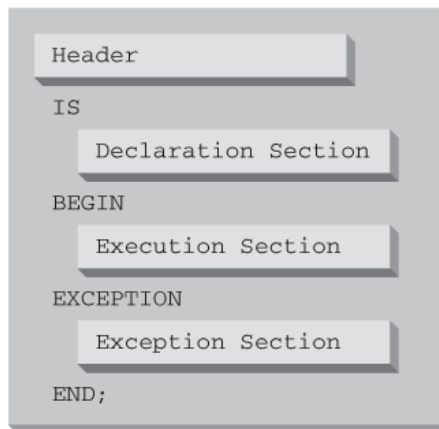 Header
IS
Declaration Section
BEGIN
Execution Section
EXCEPTION
Exception Section
END;